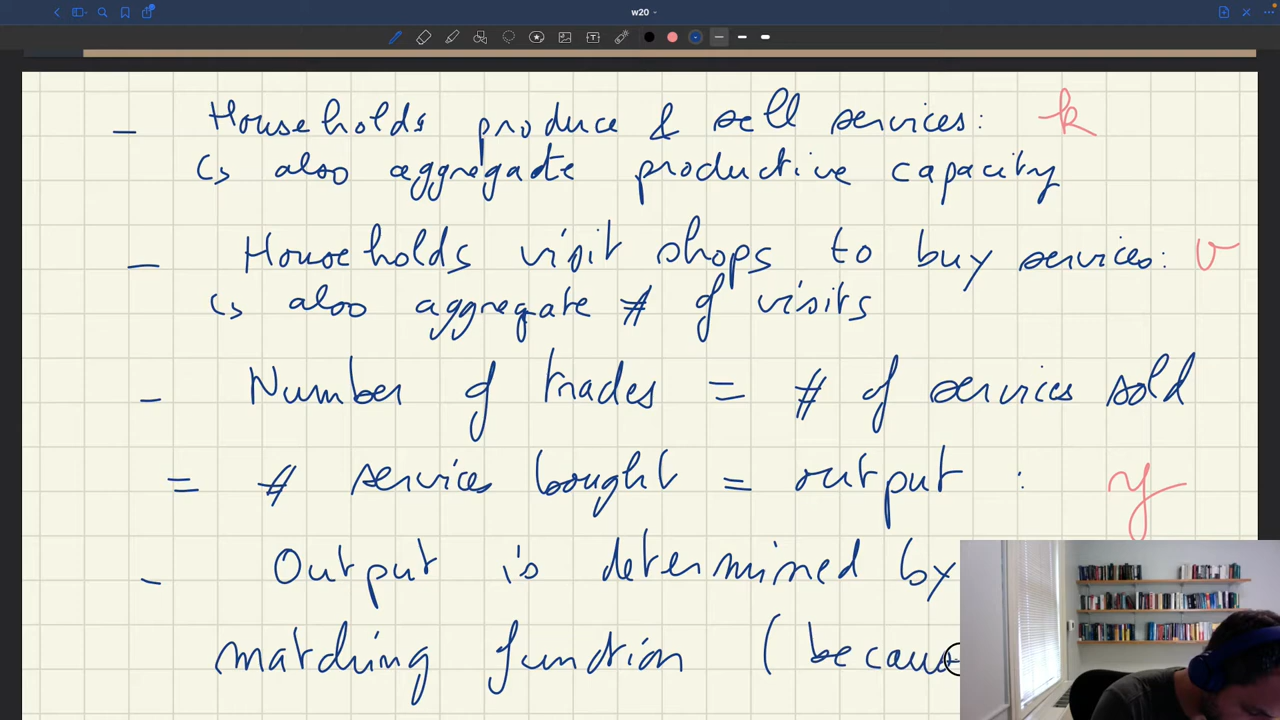 w20
- Households produce & sell services: k
↳ also aggregate productive capacity
- Households visit shops to buy services: v
↳ also aggregate # of visits
- Number of trades = # of services sold
= # services bought = output : y
- Output is determined by
matching function (because